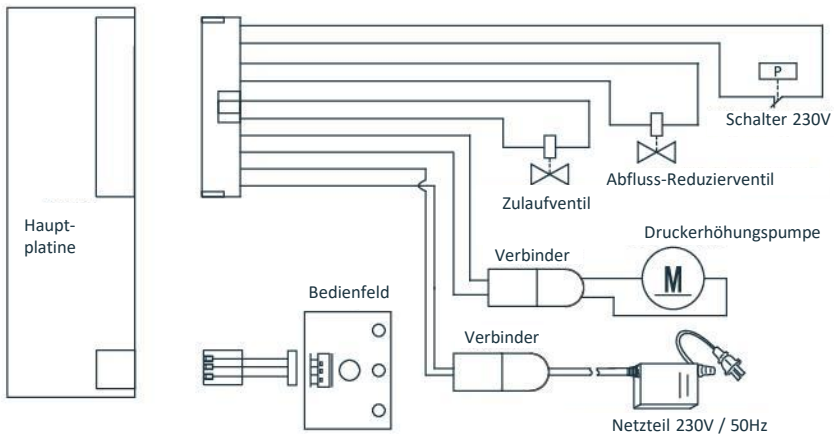 P
Schalter 230V
Abfluss-Reduzierventil
Zulaufventil
Haupt-
platine
Druckerhöhungspumpe
Verbinder
M
Bedienfeld
Verbinder
Netzteil 230V / 50Hz